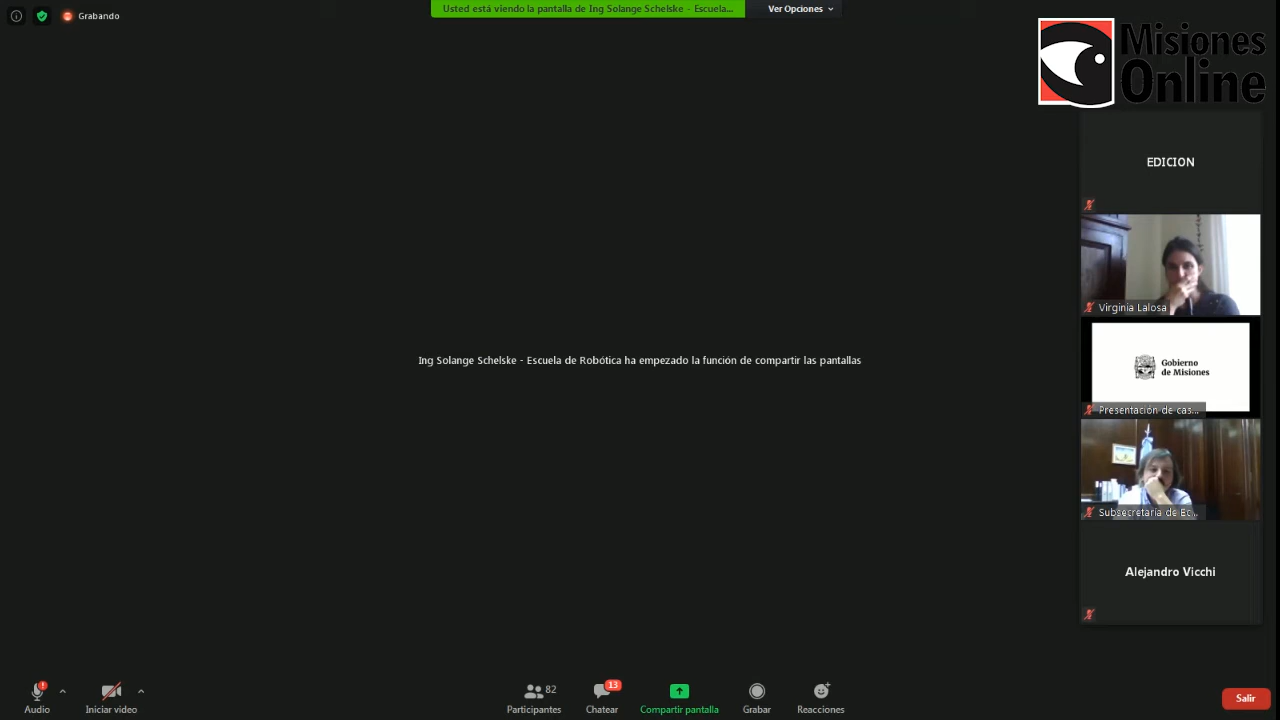 Grabando
Usted está viendo la pantalla de Ing Solange Schelske - Escuela...
Ver Opciones
Misiones
Online
EDICION
Virginia Lalosa
Gobierno
de Misiones
Presentación de cas...
Subsecretaría de Ec...
Alejandro Vicchi
Ing Solange Schelske - Escuela de Robótica ha empezado la función de compartir las pantallas
Audio
Iniciar video
82
Participantes
13
Chatear
Compartir pantalla
Grabar
Reacciones
Salir